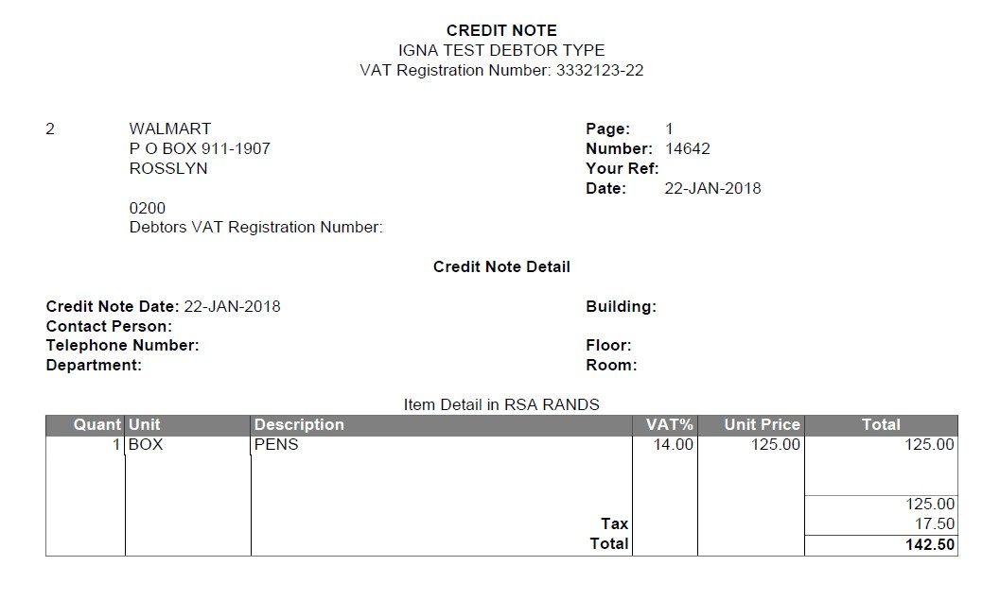 CREDIT NOTE
IGNA TEST DEBTOR TYPE
VAT Registration Number: 3332123-22
2 WALMART Page: 1
P O BOX 911-1907 Number: 14642
ROSSLYN Your Ref:
Date: 22-JAN-2018
0200
Debtors VAT Registration Number:
Credit Note Detail
Credit Note Date: 22-JAN-2018 Building:
Contact Person:
Telephone Number: Floor:
Department: Room:
Item Detail in RSA RANDS
Quant Unit Description VAT% Unit Price Total
1 BOX PENS 14.00 125.00 125.00
125.00
Tax 17.50
Total 142.50